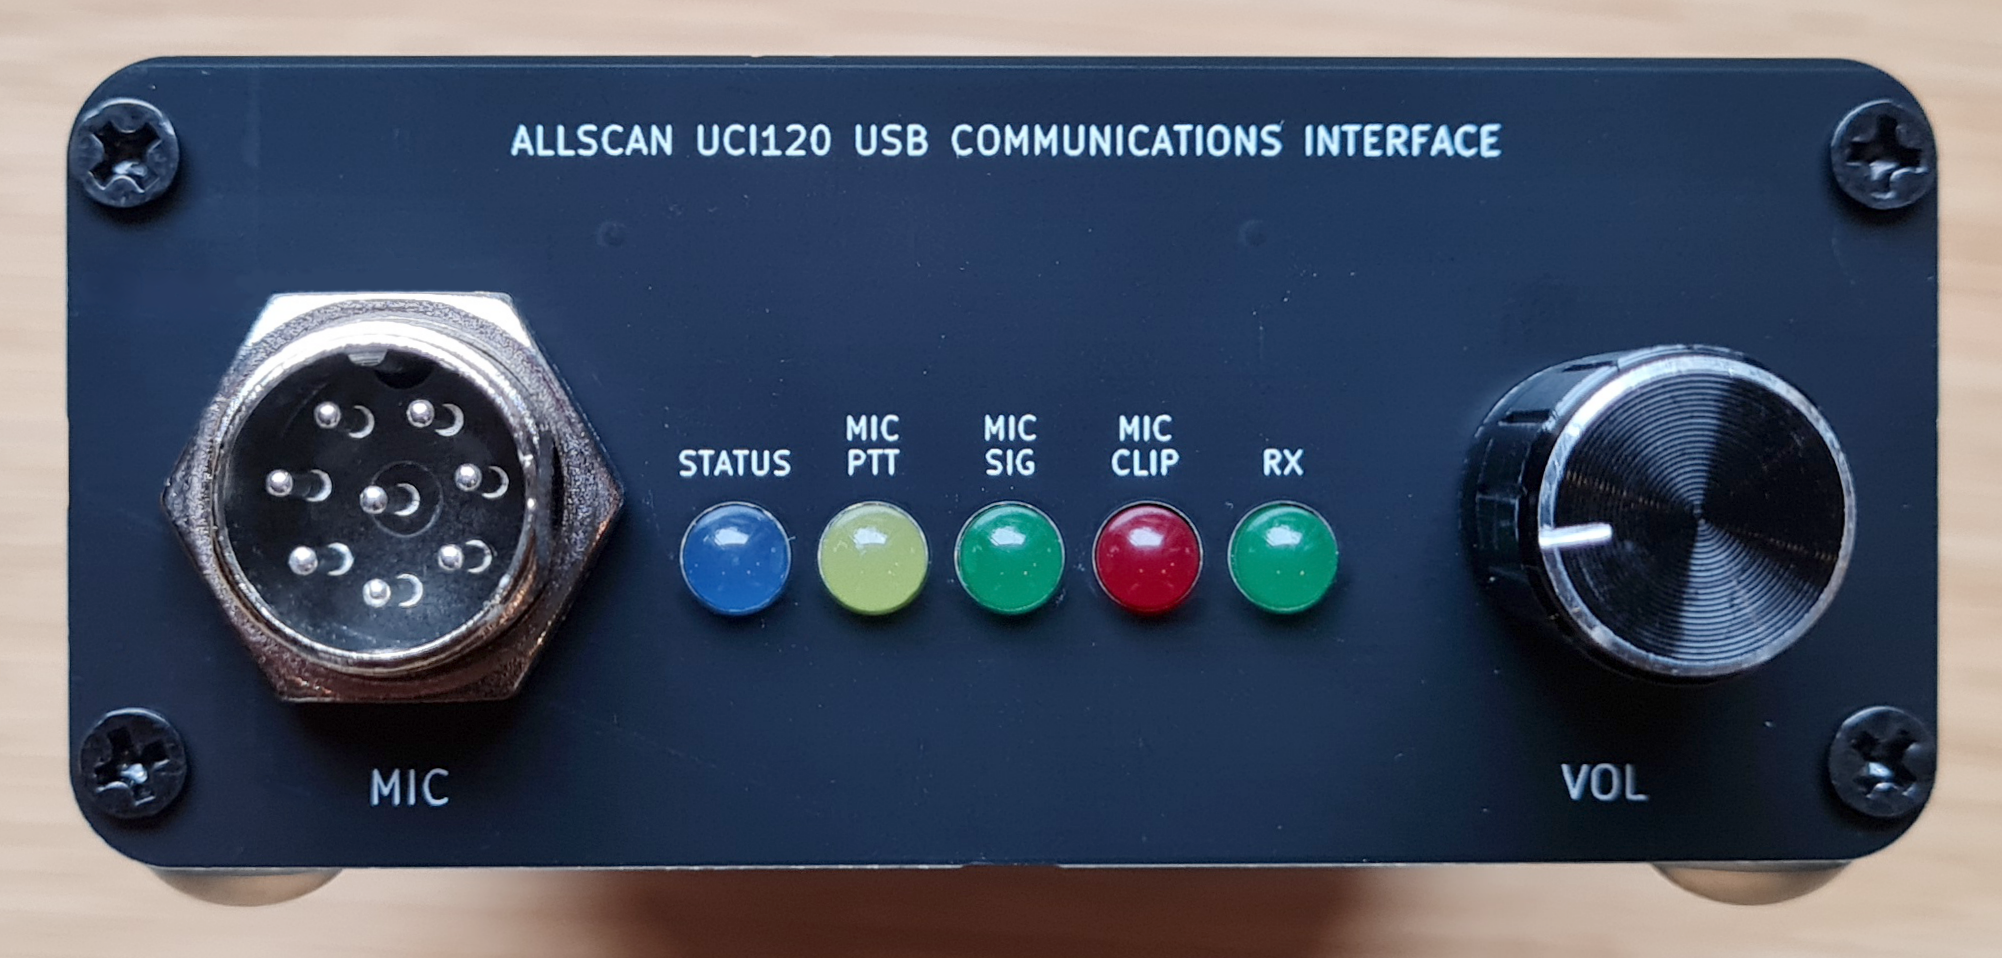 ALLSCAN UCI120 USB COMMUNICATIONS INTERFACE
STATUS
MIC
PTT
MIC
SIG
MIC
CLIP
RX
MIC
VOL